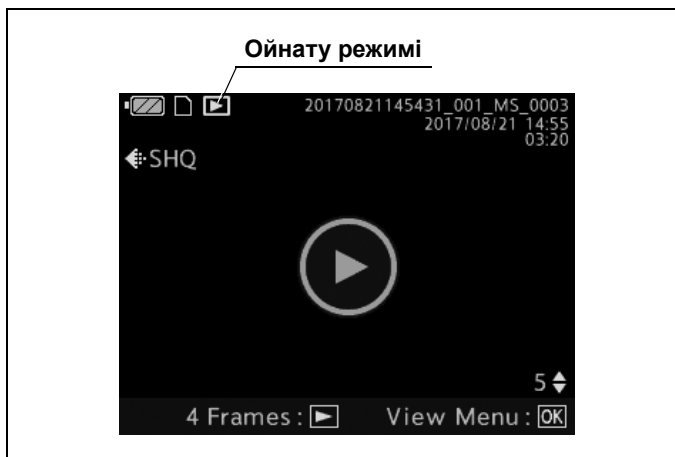 Ойнату режимі
20170821145431_001_MS_0003
2017/08/21 14:55
03:20
SHQ
5
4 Frames : View Menu : OK